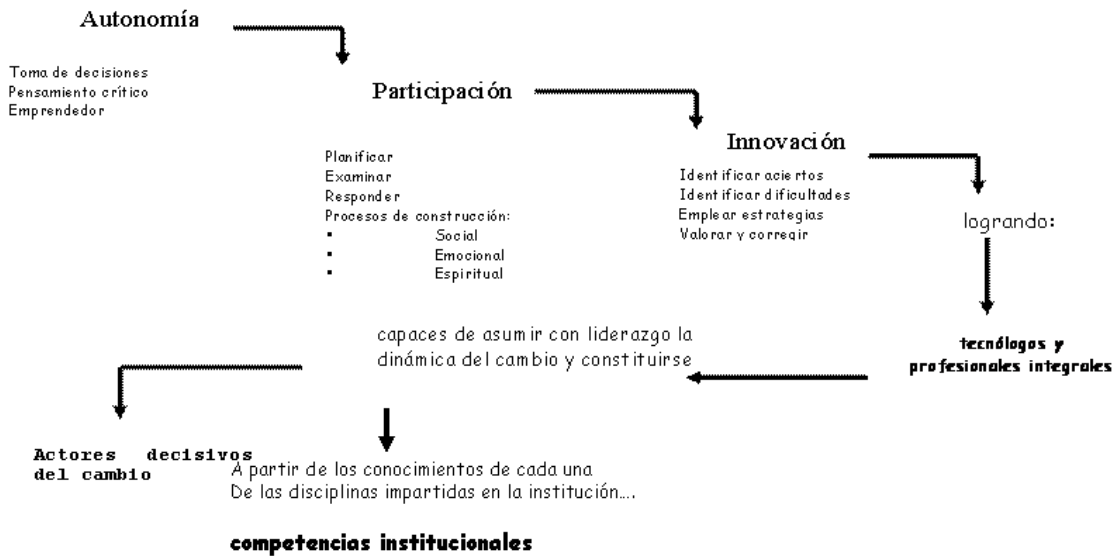 Autonomía
Toma de decisiones
Pensamiento crítico
Emprendedor
Participación
Planificar
Examinar
Responder
Procesos de construcción:
▪ Social
▪ Emocional
▪ Espiritual
Innovación
Identificar aciertos
Identificar dificultades
Emplear estrategias
Valorar y corregir
logrando:
tecnólogos y
profesionales integrales
capaces de asumir con liderazgo la
dinámica del cambio y constituirse
Actores decisivos
del cambio
A partir de los conocimientos de cada una
De las disciplinas impartidas en la institución....
competencias institucionales